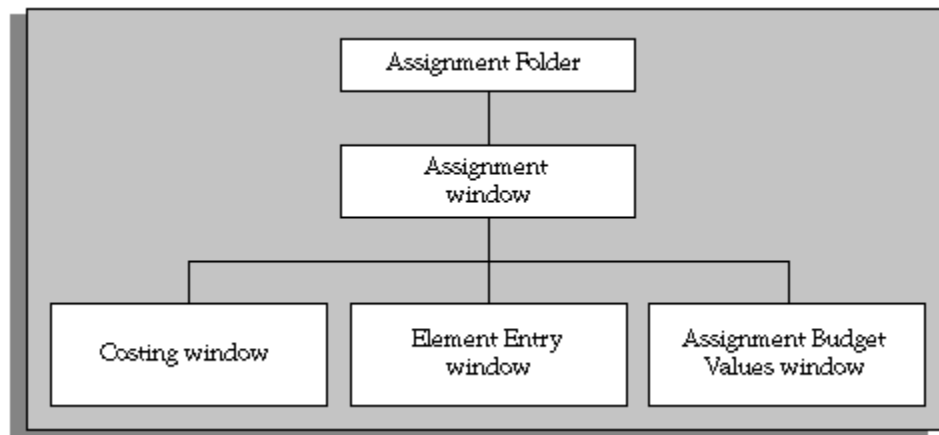 Assignment Folder
Assignment
window
Costing window
Element Entry
window
Assignment Budget
Values window